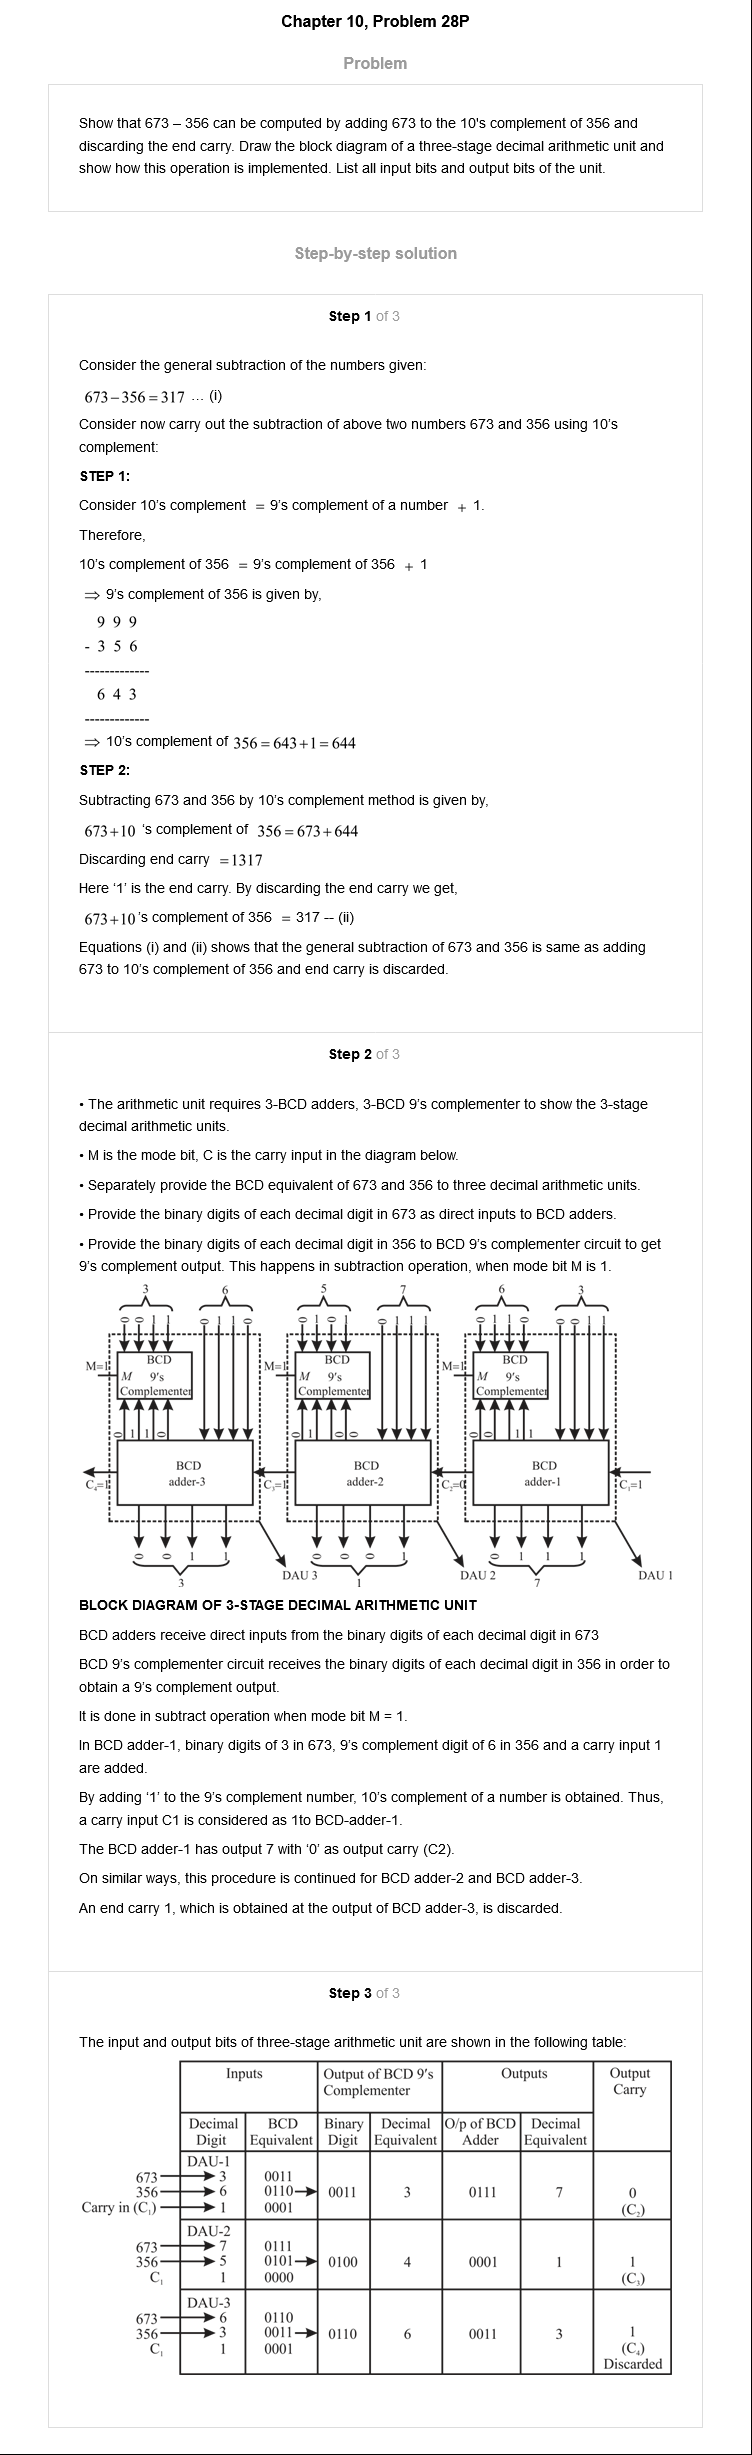 Chapter 10, Problem 28P
Problem
Show that 673 – 356 can be computed by adding 673 to the 10's complement of 356 and
discarding the end carry. Draw the block diagram of a three-stage decimal arithmetic unit and
show how this operation is implemented. List all input bits and output bits of the unit.
Step-by-step solution
Step 1 of 3
Consider the general subtraction of the numbers given:
673 – 356 = 317 ... (i)
Consider now carry out the subtraction of above two numbers 673 and 356 using 10's
complement:
STEP 1:
Consider 10's complement = 9's complement of a number + 1.
Therefore,
10's complement of 356 = 9's complement of 356 + 1
⇒ 9's complement of 356 is given by,
9 9 9
- 3 5 6
-------------
6 4 3
-------------
⇒ 10's complement of 356 = 643 + 1 = 644
STEP 2:
Subtracting 673 and 356 by 10's complement method is given by,
673 + 10 's complement of 356 = 673 + 644
Discarding end carry = 1317
Here '1' is the end carry. By discarding the end carry we get,
673 + 10 's complement of 356 = 317 -- (ii)
Equations (i) and (ii) shows that the general subtraction of 673 and 356 is same as adding
673 to 10's complement of 356 and end carry is discarded.
Step 2 of 3
• The arithmetic unit requires 3-BCD adders, 3-BCD 9's complementer to show the 3-stage
decimal arithmetic units.
• M is the mode bit, C is the carry input in the diagram below.
• Separately provide the BCD equivalent of 673 and 356 to three decimal arithmetic units.
• Provide the binary digits of each decimal digit in 673 as direct inputs to BCD adders.
• Provide the binary digits of each decimal digit in 356 to BCD 9's complementer circuit to get
9's complement output. This happens in subtraction operation, when mode bit M is 1.
3 6 5 7 6 3
0 0 1 1 0 1 1 0 0 1 0 1 0 1 1 1 0 1 1 0 0 0 1 1
M=1 BCD M=1 BCD M=1 BCD
M 9's M 9's M 9's
Complementer Complementer Complementer
0 1 1 0 0 1 0 0 0 0 1 1
BCD BCD BCD
adder-3 adder-2 adder-1
C₄=1 C₃=1 C₂=0 C₁=1
0 0 1 1 0 0 0 1 0 1 1 1
3 DAU 3 1 DAU 2 7 DAU 1
BLOCK DIAGRAM OF 3-STAGE DECIMAL ARITHMETIC UNIT
BCD adders receive direct inputs from the binary digits of each decimal digit in 673
BCD 9's complementer circuit receives the binary digits of each decimal digit in 356 in order to
obtain a 9's complement output.
It is done in subtract operation when mode bit M = 1.
In BCD adder-1, binary digits of 3 in 673, 9's complement digit of 6 in 356 and a carry input 1
are added.
By adding '1' to the 9's complement number, 10's complement of a number is obtained. Thus,
a carry input C1 is considered as 1to BCD-adder-1.
The BCD adder-1 has output 7 with '0' as output carry (C2).
On similar ways, this procedure is continued for BCD adder-2 and BCD adder-3.
An end carry 1, which is obtained at the output of BCD adder-3, is discarded.
Step 3 of 3
The input and output bits of three-stage arithmetic unit are shown in the following table:
Inputs Output of BCD 9's Outputs Output
Complementer Carry
Decimal BCD Binary Decimal O/p of BCD Decimal
Digit Equivalent Digit Equivalent Adder Equivalent
DAU-1
673 3 0011
356 6 0110 0011 3 0111 7 0
Carry in (C₁) 1 0001 (C₂)
DAU-2
673 7 0111
356 5 0101 0100 4 0001 1 1
C₁ 1 0000 (C₃)
DAU-3
673 6 0110
356 3 0011 0110 6 0011 3 1
C₁ 1 0001 (C₄)
Discarded